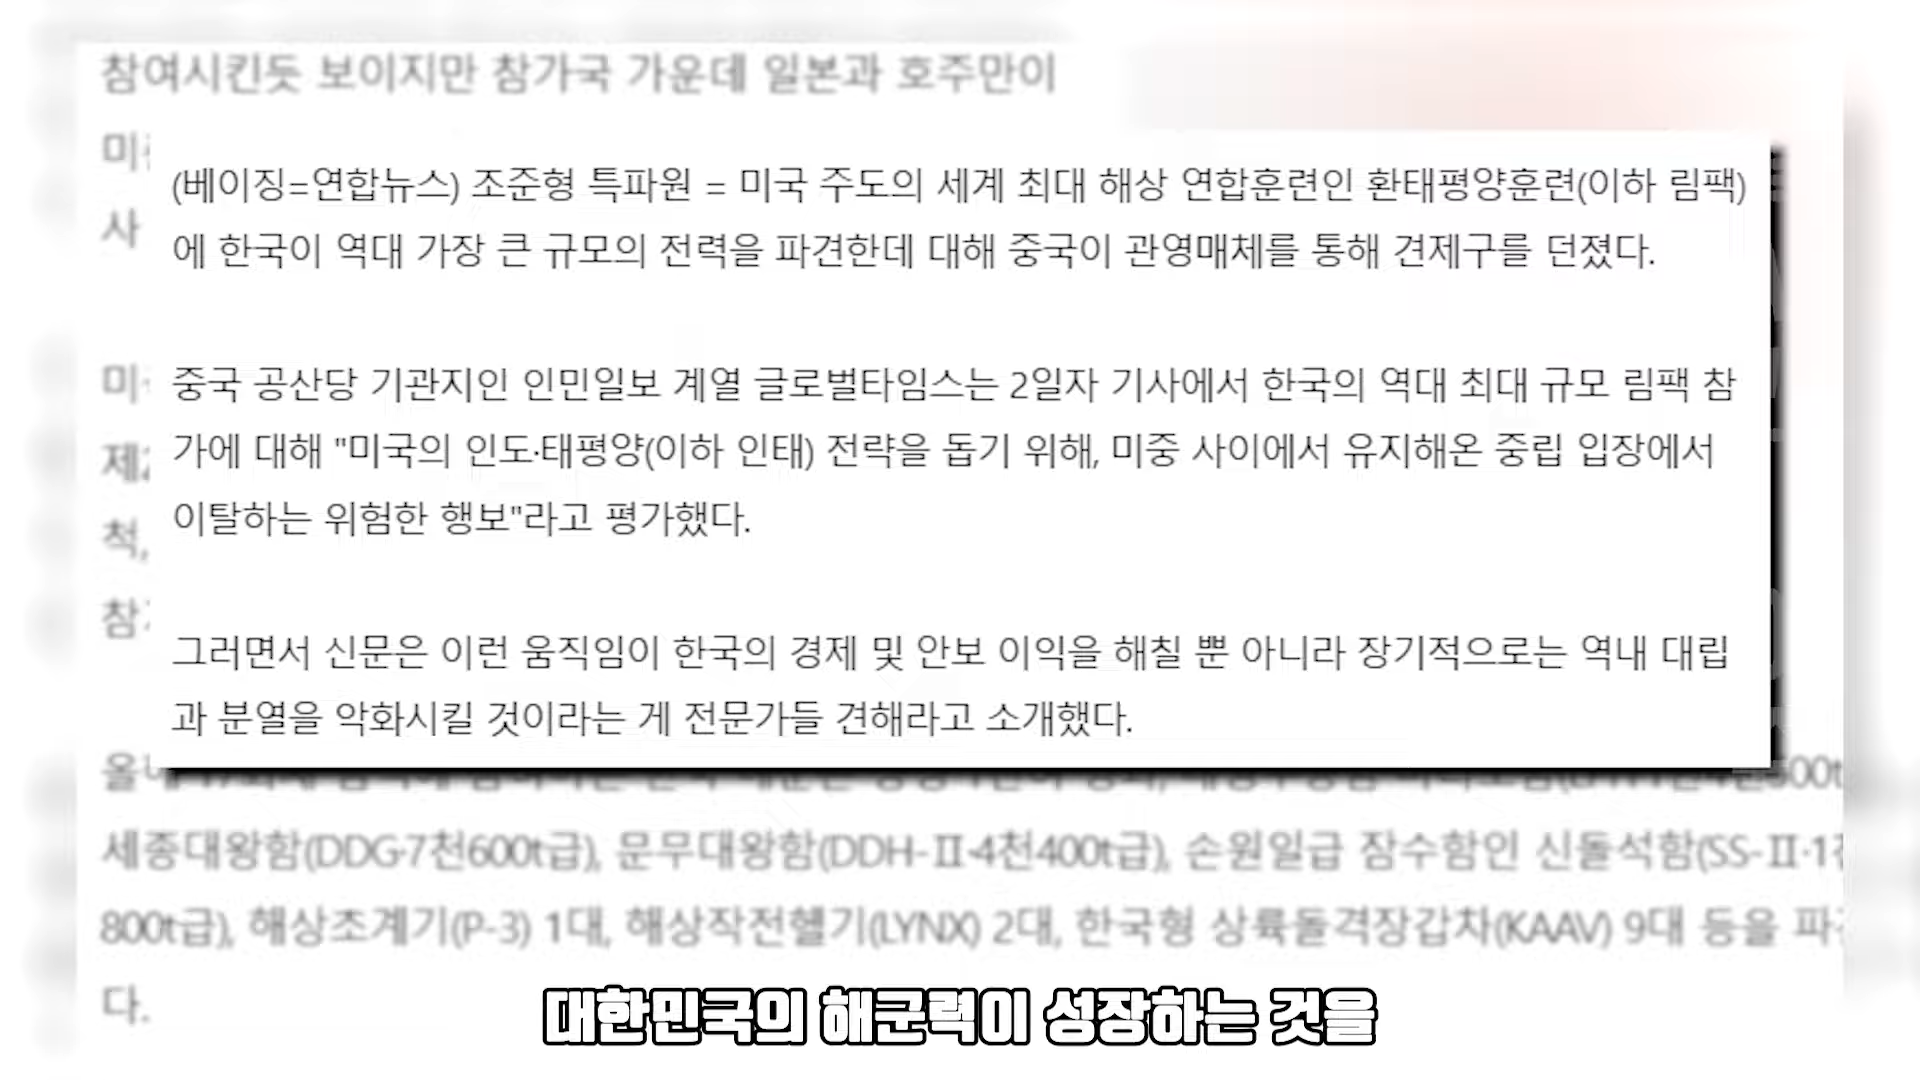 참여시킨듯 보이지만 참가국 가운데 일본과 호주만이
미
사
(베이징=연합뉴스) 조준형 특파원 = 미국 주도의 세계 최대 해상 연합훈련인 환태평양훈련(이하 림팩)
에 한국이 역대 가장 큰 규모의 전력을 파견한데 대해 중국이 관영매체를 통해 견제구를 던졌다.
미
중국 공산당 기관지인 인민일보 계열 글로벌타임스는 2일자 기사에서 한국의 역대 최대 규모 림팩 참
제2
가에 대해 "미국의 인도·태평양(이하 인태) 전략을 돕기 위해, 미중 사이에서 유지해온 중립 입장에서
척,
이탈하는 위험한 행보"라고 평가했다.
참
그러면서 신문은 이런 움직임이 한국의 경제 및 안보 이익을 해칠 뿐 아니라 장기적으로는 역내 대립
과 분열을 악화시킬 것이라는 게 전문가들 견해라고 소개했다.
세종대왕함(DDG·7천600t급), 문무대왕함(DDH-Ⅱ·4천400t급), 손원일급 잠수함인 신돌석함(SS-Ⅱ·1천
800t급), 해상초계기(P-3) 1대, 해상작전헬기(LYNX) 2대, 한국형 상륙돌격장갑차(KAAV) 9대 등을 파견
다.
대한민국의 해군력이 성장하는 것을